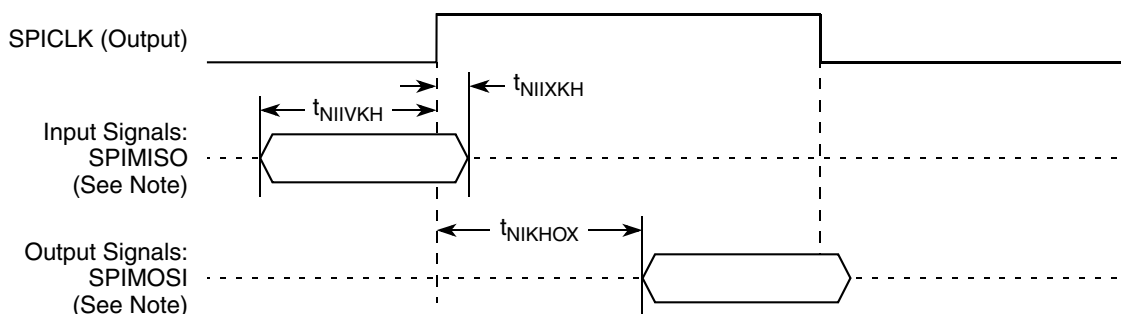 SPICLK (Output)
tNIIXKH
tNIIVKH
Input Signals:
SPIMISO
(See Note)
tNIKHOX
Output Signals:
SPIMOSI
(See Note)